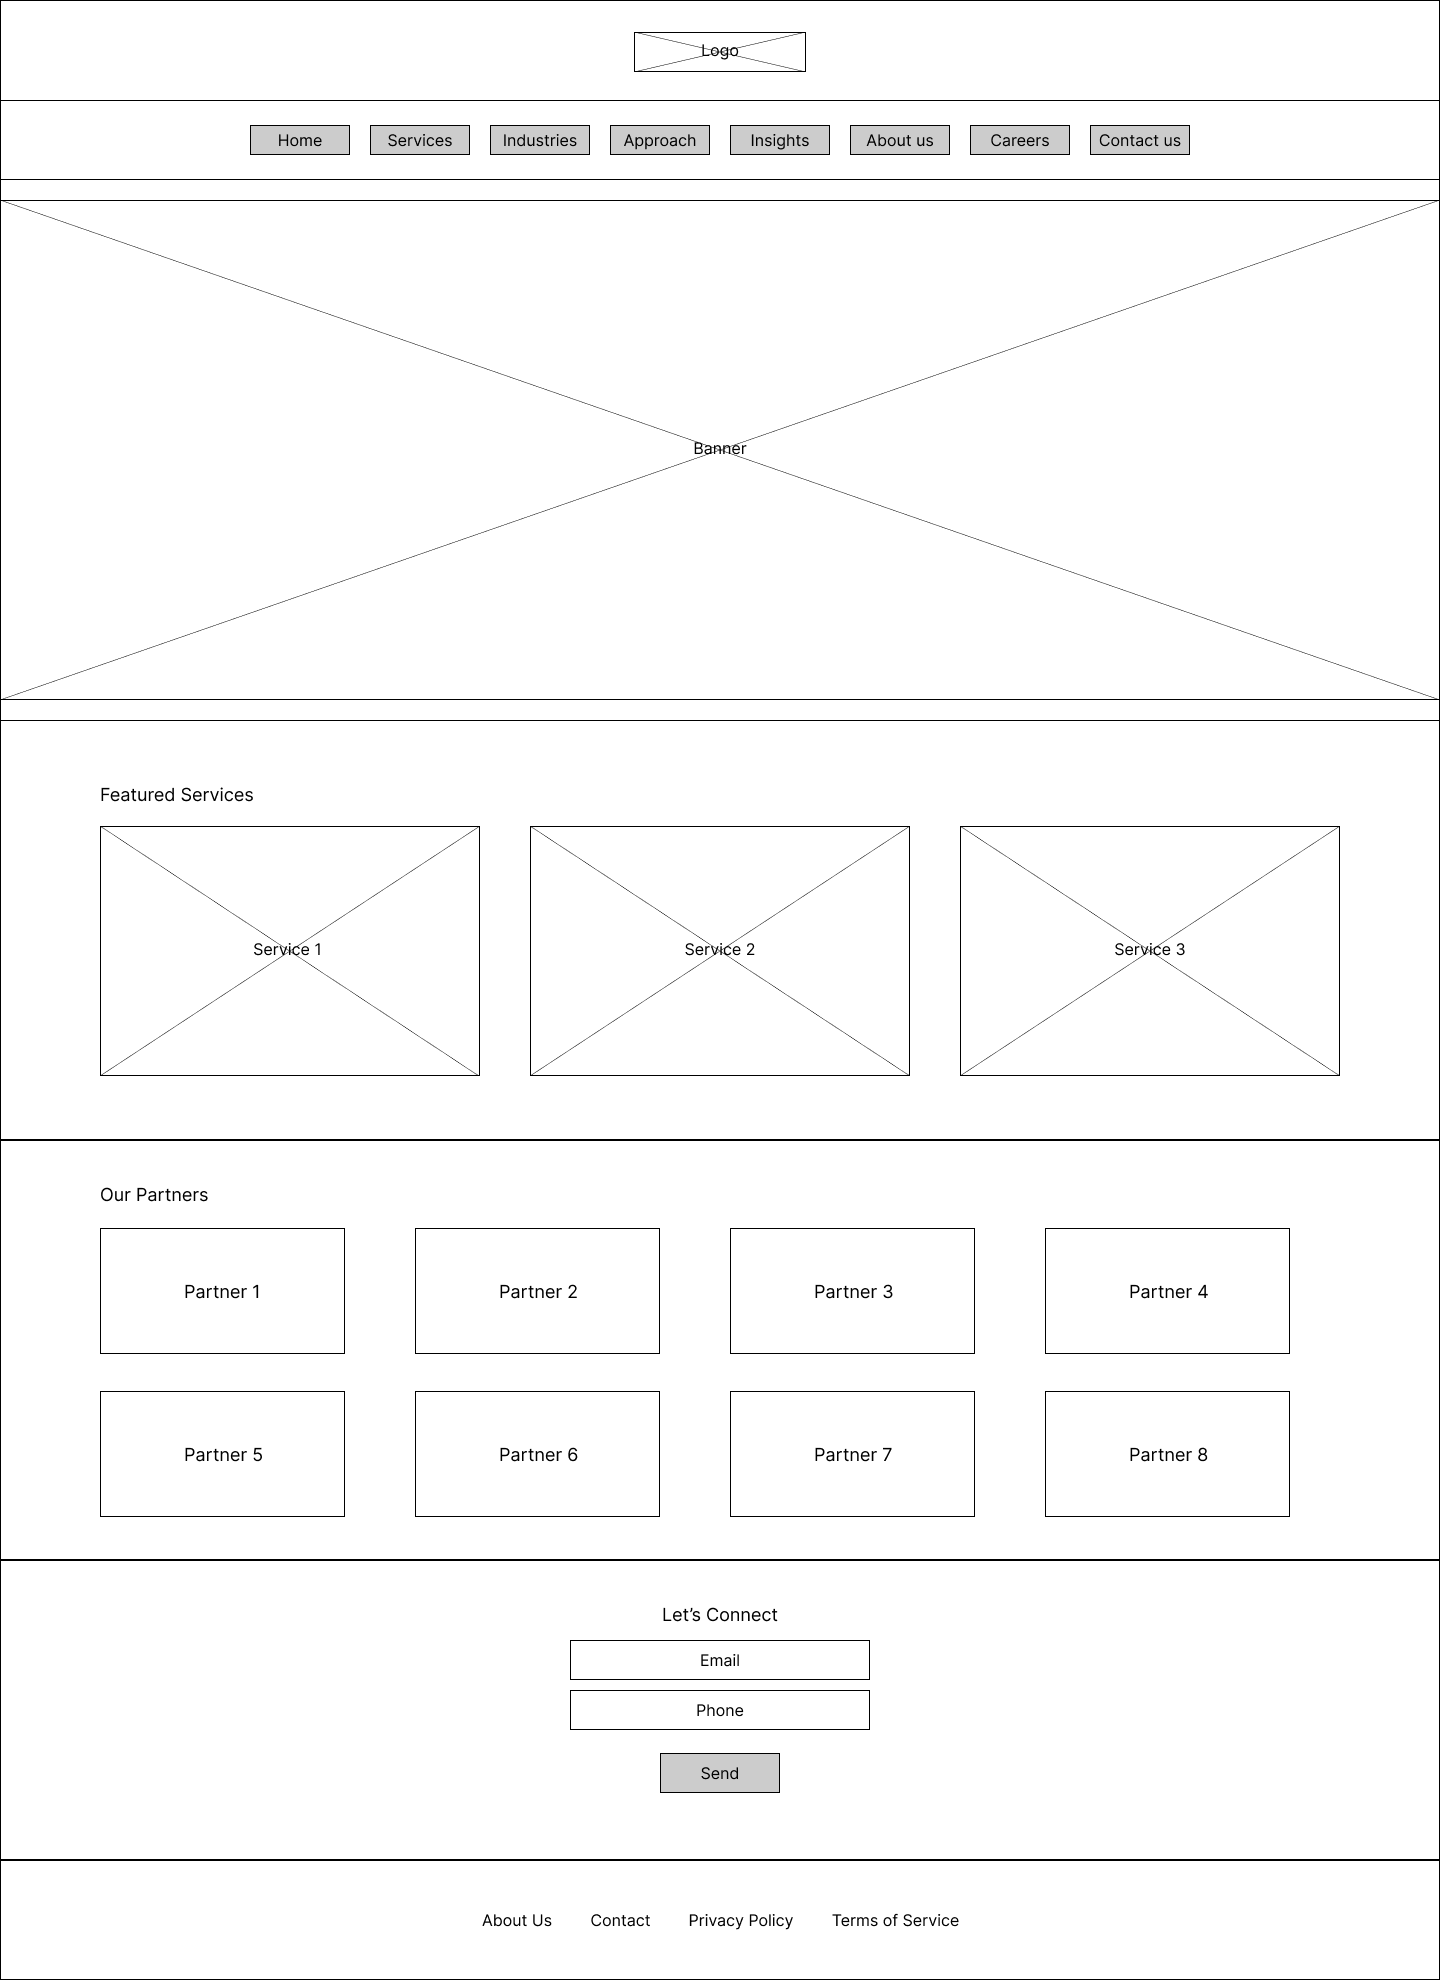 Logo
Home Services Industries Approach Insights About us Careers Contact us
Banner
Featured Services
Service 1 Service 2 Service 3
Our Partners
Partner 1 Partner 2 Partner 3 Partner 4
Partner 5 Partner 6 Partner 7 Partner 8
Let’s Connect
Email
Phone
Send
About Us Contact Privacy Policy Terms of Service